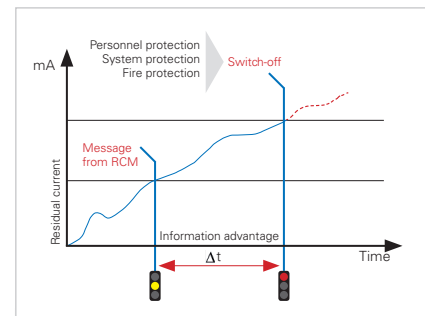 Personnel protection
System protection
Fire protection
Switch-off
mA
Message
from RCM
Residual current
Information advantage
Time
Δt